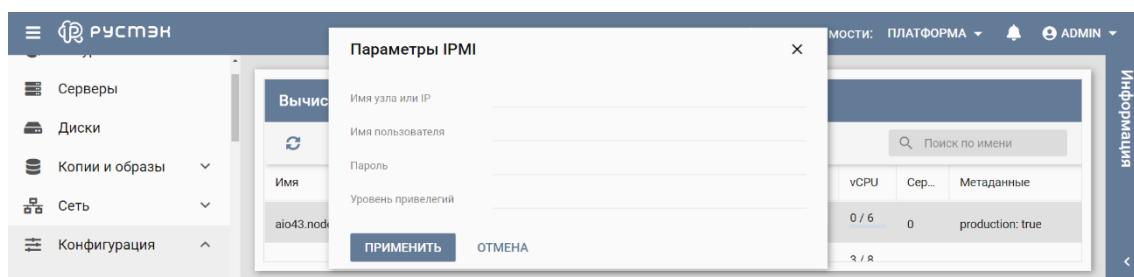 РУСТЭК
мости: ПЛАТФОРМА
ADMIN
Серверы
Диски
Копии и образы
Сеть
Конфигурация
Параметры IPMI
Имя узла или IP
Имя пользователя
Пароль
Уровень привелегий
ПРИМЕНИТЬ ОТМЕНА
Вычис
Поиск по имени
Имя vCPU Сер... Метаданные
aio43.node 0 / 6 0 production: true
3 / 8
Информация